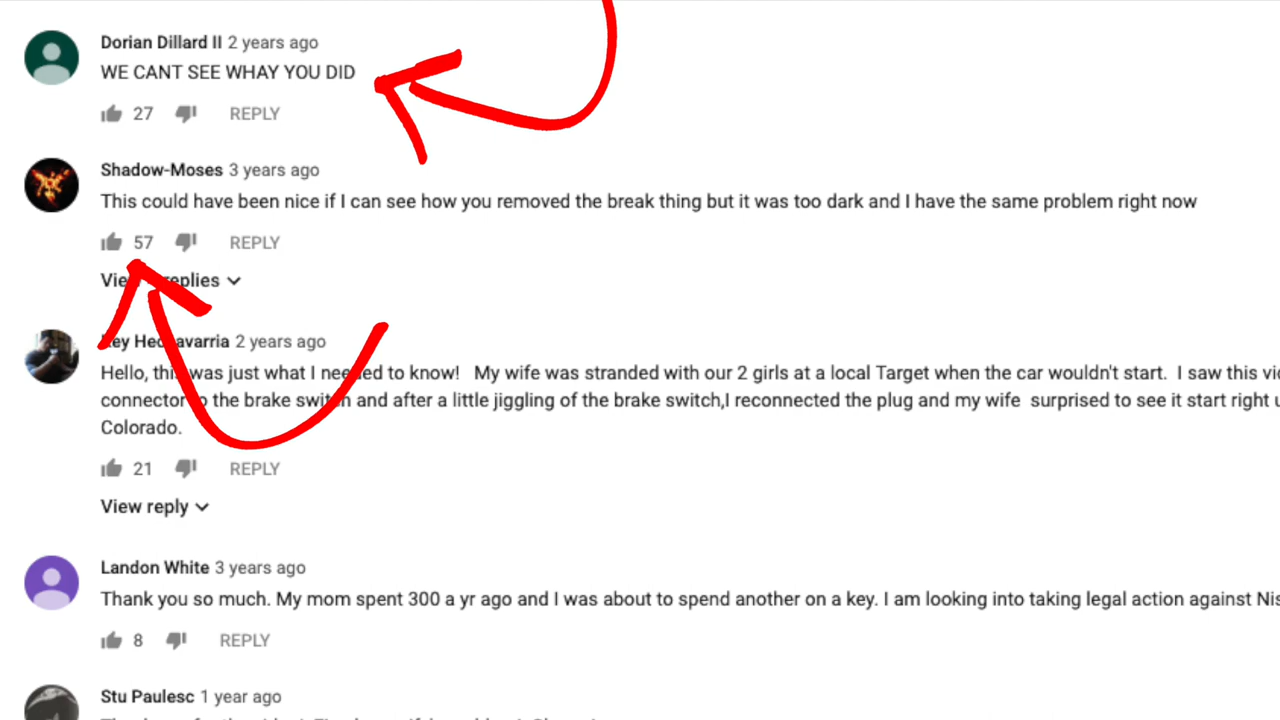 Dorian Dillard II 2 years ago
WE CANT SEE WHAY YOU DID
27 REPLY
Shadow-Moses 3 years ago
This could have been nice if I can see how you removed the break thing but it was too dark and I have the same problem right now
57 REPLY
View replies
Hey Hechavarria 2 years ago
Hello, this was just what I needed to know! My wife was stranded with our 2 girls at a local Target when the car wouldn't start. I saw this
connector to the brake switch and after a little jiggling of the brake switch,I reconnected the plug and my wife surprised to see it start right
Colorado.
21 REPLY
View reply
Landon White 3 years ago
Thank you so much. My mom spent 300 a yr ago and I was about to spend another on a key. I am looking into taking legal action against Nis
8 REPLY
Stu Paulesc 1 year ago